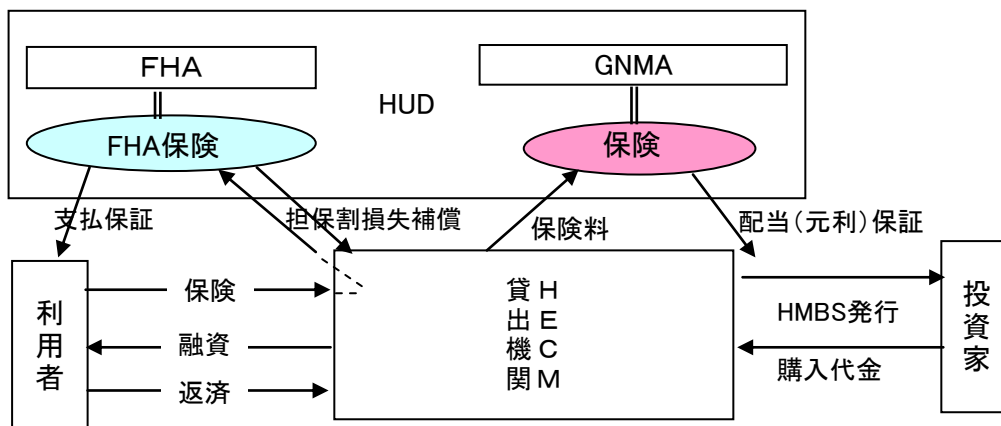 ＦＨＡ
GNMA
HUD
FHA保険
保険
支払保証
担保割損失補償
保険料
配当（元利）保証
利用者
保険
融資
返済
貸出機関
ＨＥＣＭ
HMBS発行
購入代金
投資家